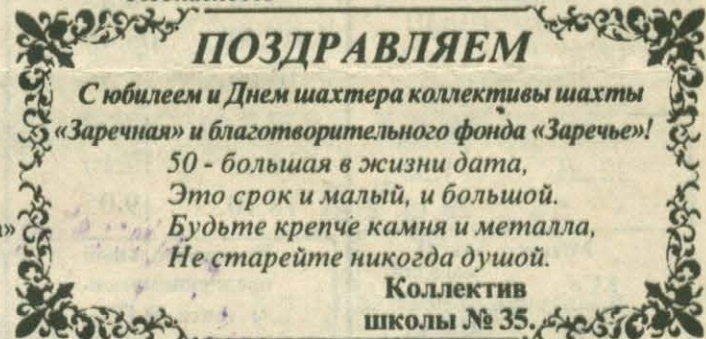 ПОЗДРАВЛЯЕМ
С юбилеем и Днем шахтера коллективы шахты
«Заречная» и благотворительного фонда «Заречье»!
50 - большая в жизни дата,
Это срок и малый, и большой.
Будьте крепче камня и металла,
Не старейте никогда душой.
Коллектив
школы № 35.